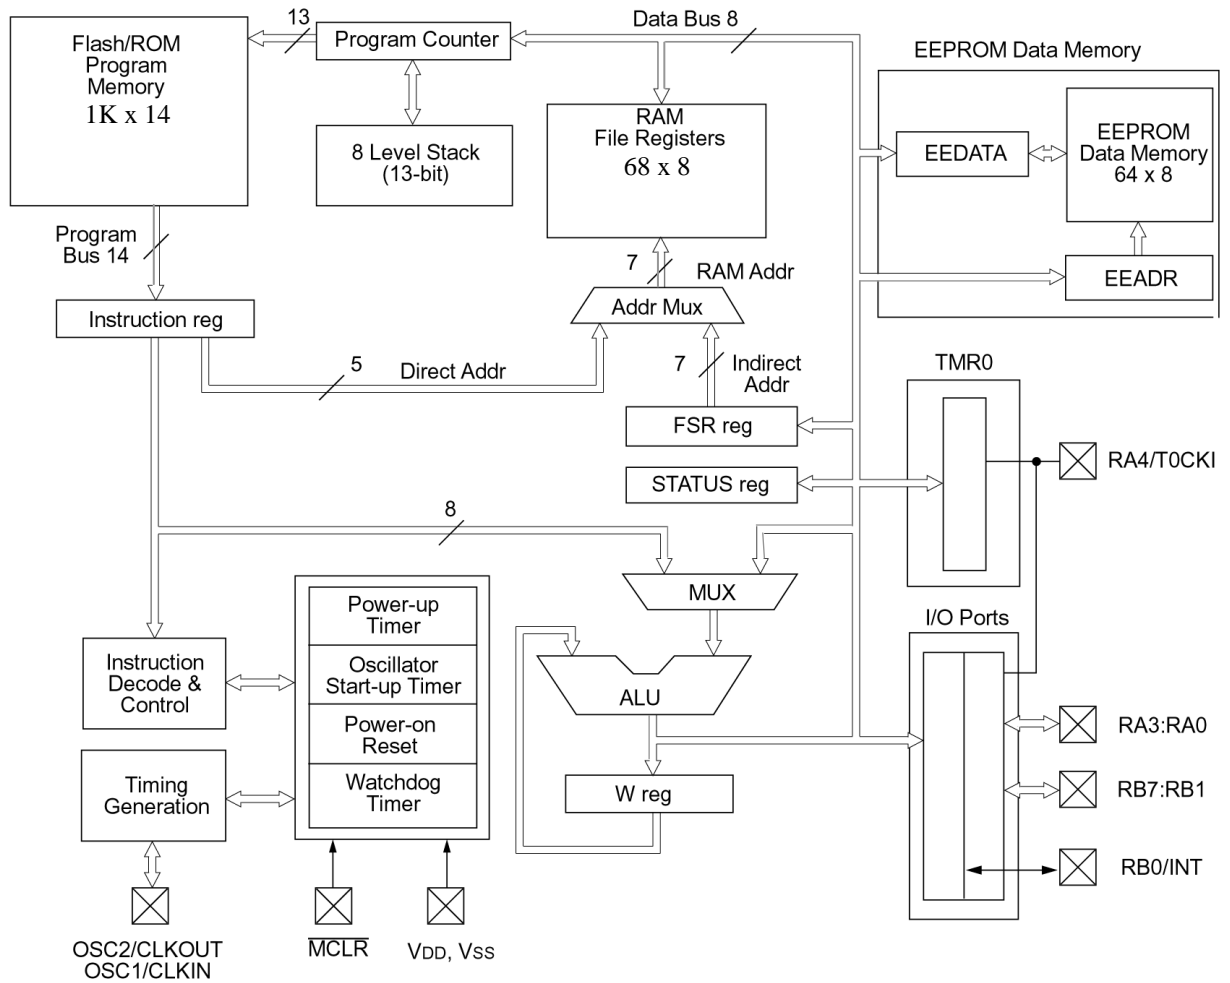 Flash/ROM
Program
Memory
1K x 14
13
Program Counter
Data Bus 8
8 Level Stack
(13-bit)
RAM
File Registers
68 x 8
EEPROM Data Memory
EEDATA
EEPROM
Data Memory
64 x 8
EEADR
Program
Bus 14
7
RAM Addr
Addr Mux
Instruction reg
5
Direct Addr
7
Indirect
Addr
FSR reg
STATUS reg
TMR0
RA4/T0CKI
8
MUX
ALU
W reg
I/O Ports
RA3:RA0
RB7:RB1
RB0/INT
Instruction
Decode &
Control
Timing
Generation
Power-up
Timer
Oscillator
Start-up Timer
Power-on
Reset
Watchdog
Timer
OSC2/CLKOUT
OSC1/CLKIN
MCLR
VDD, VSS